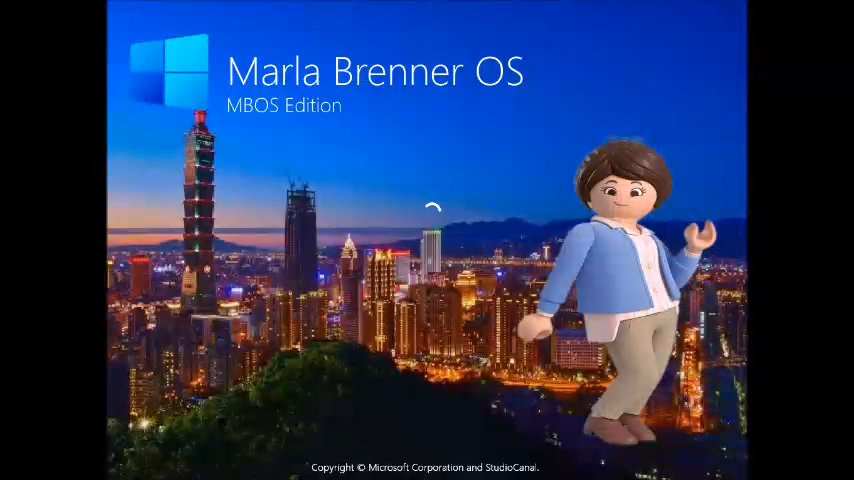 Marla Brenner OS
MBOS Edition
Copyright © Microsoft Corporation and StudioCanal.